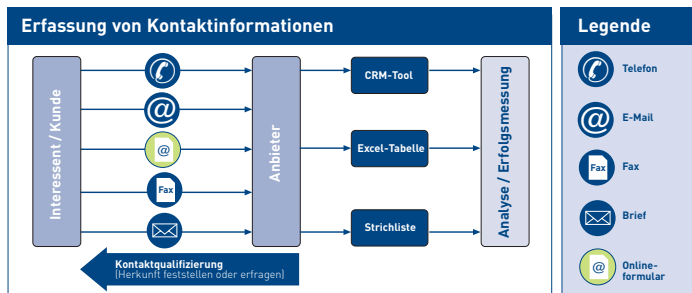 Erfassung von Kontaktinformationen
Interessent / Kunde
@
@
Fax
Anbieter
CRM-Tool
Excel-Tabelle
Strichliste
Analyse / Erfolgsmessung
Kontaktqualifizierung
(Herkunft feststellen oder erfragen)
Legende
Telefon
@
E-Mail
Fax
Fax
Brief
@
Online-
formular